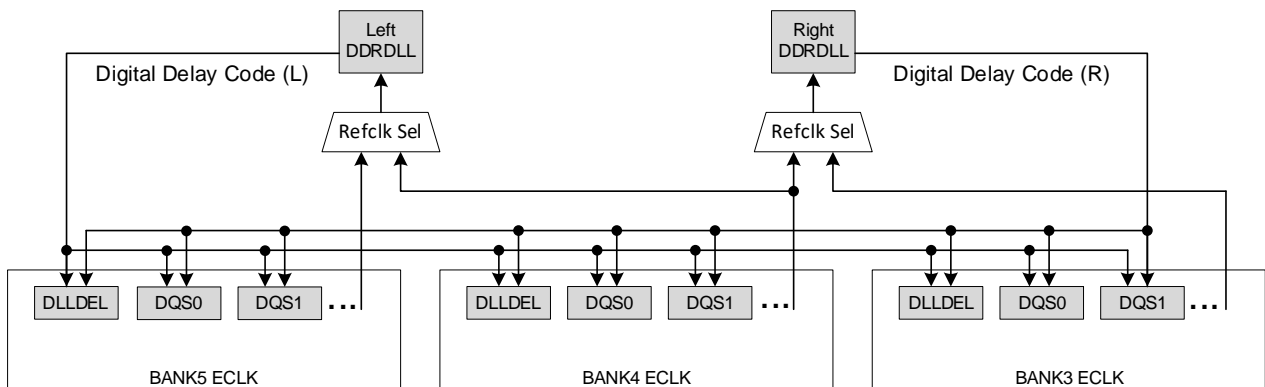 Left
DDRDLL
Right
DDRDLL
Digital Delay Code (L)
Digital Delay Code (R)
Refclk Sel
Refclk Sel
DLLDEL
DQS0
DQS1
...
DLLDEL
DQS0
DQS1
...
DLLDEL
DQS0
DQS1
...
BANK5 ECLK
BANK4 ECLK
BANK3 ECLK